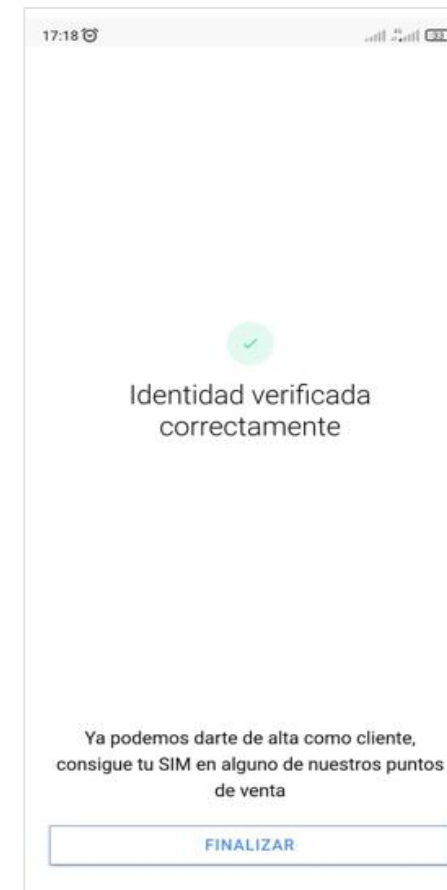 17:18
33
Identidad verificada
correctamente
Ya podemos darte de alta como cliente,
consigue tu SIM en alguno de nuestros puntos
de venta
FINALIZAR